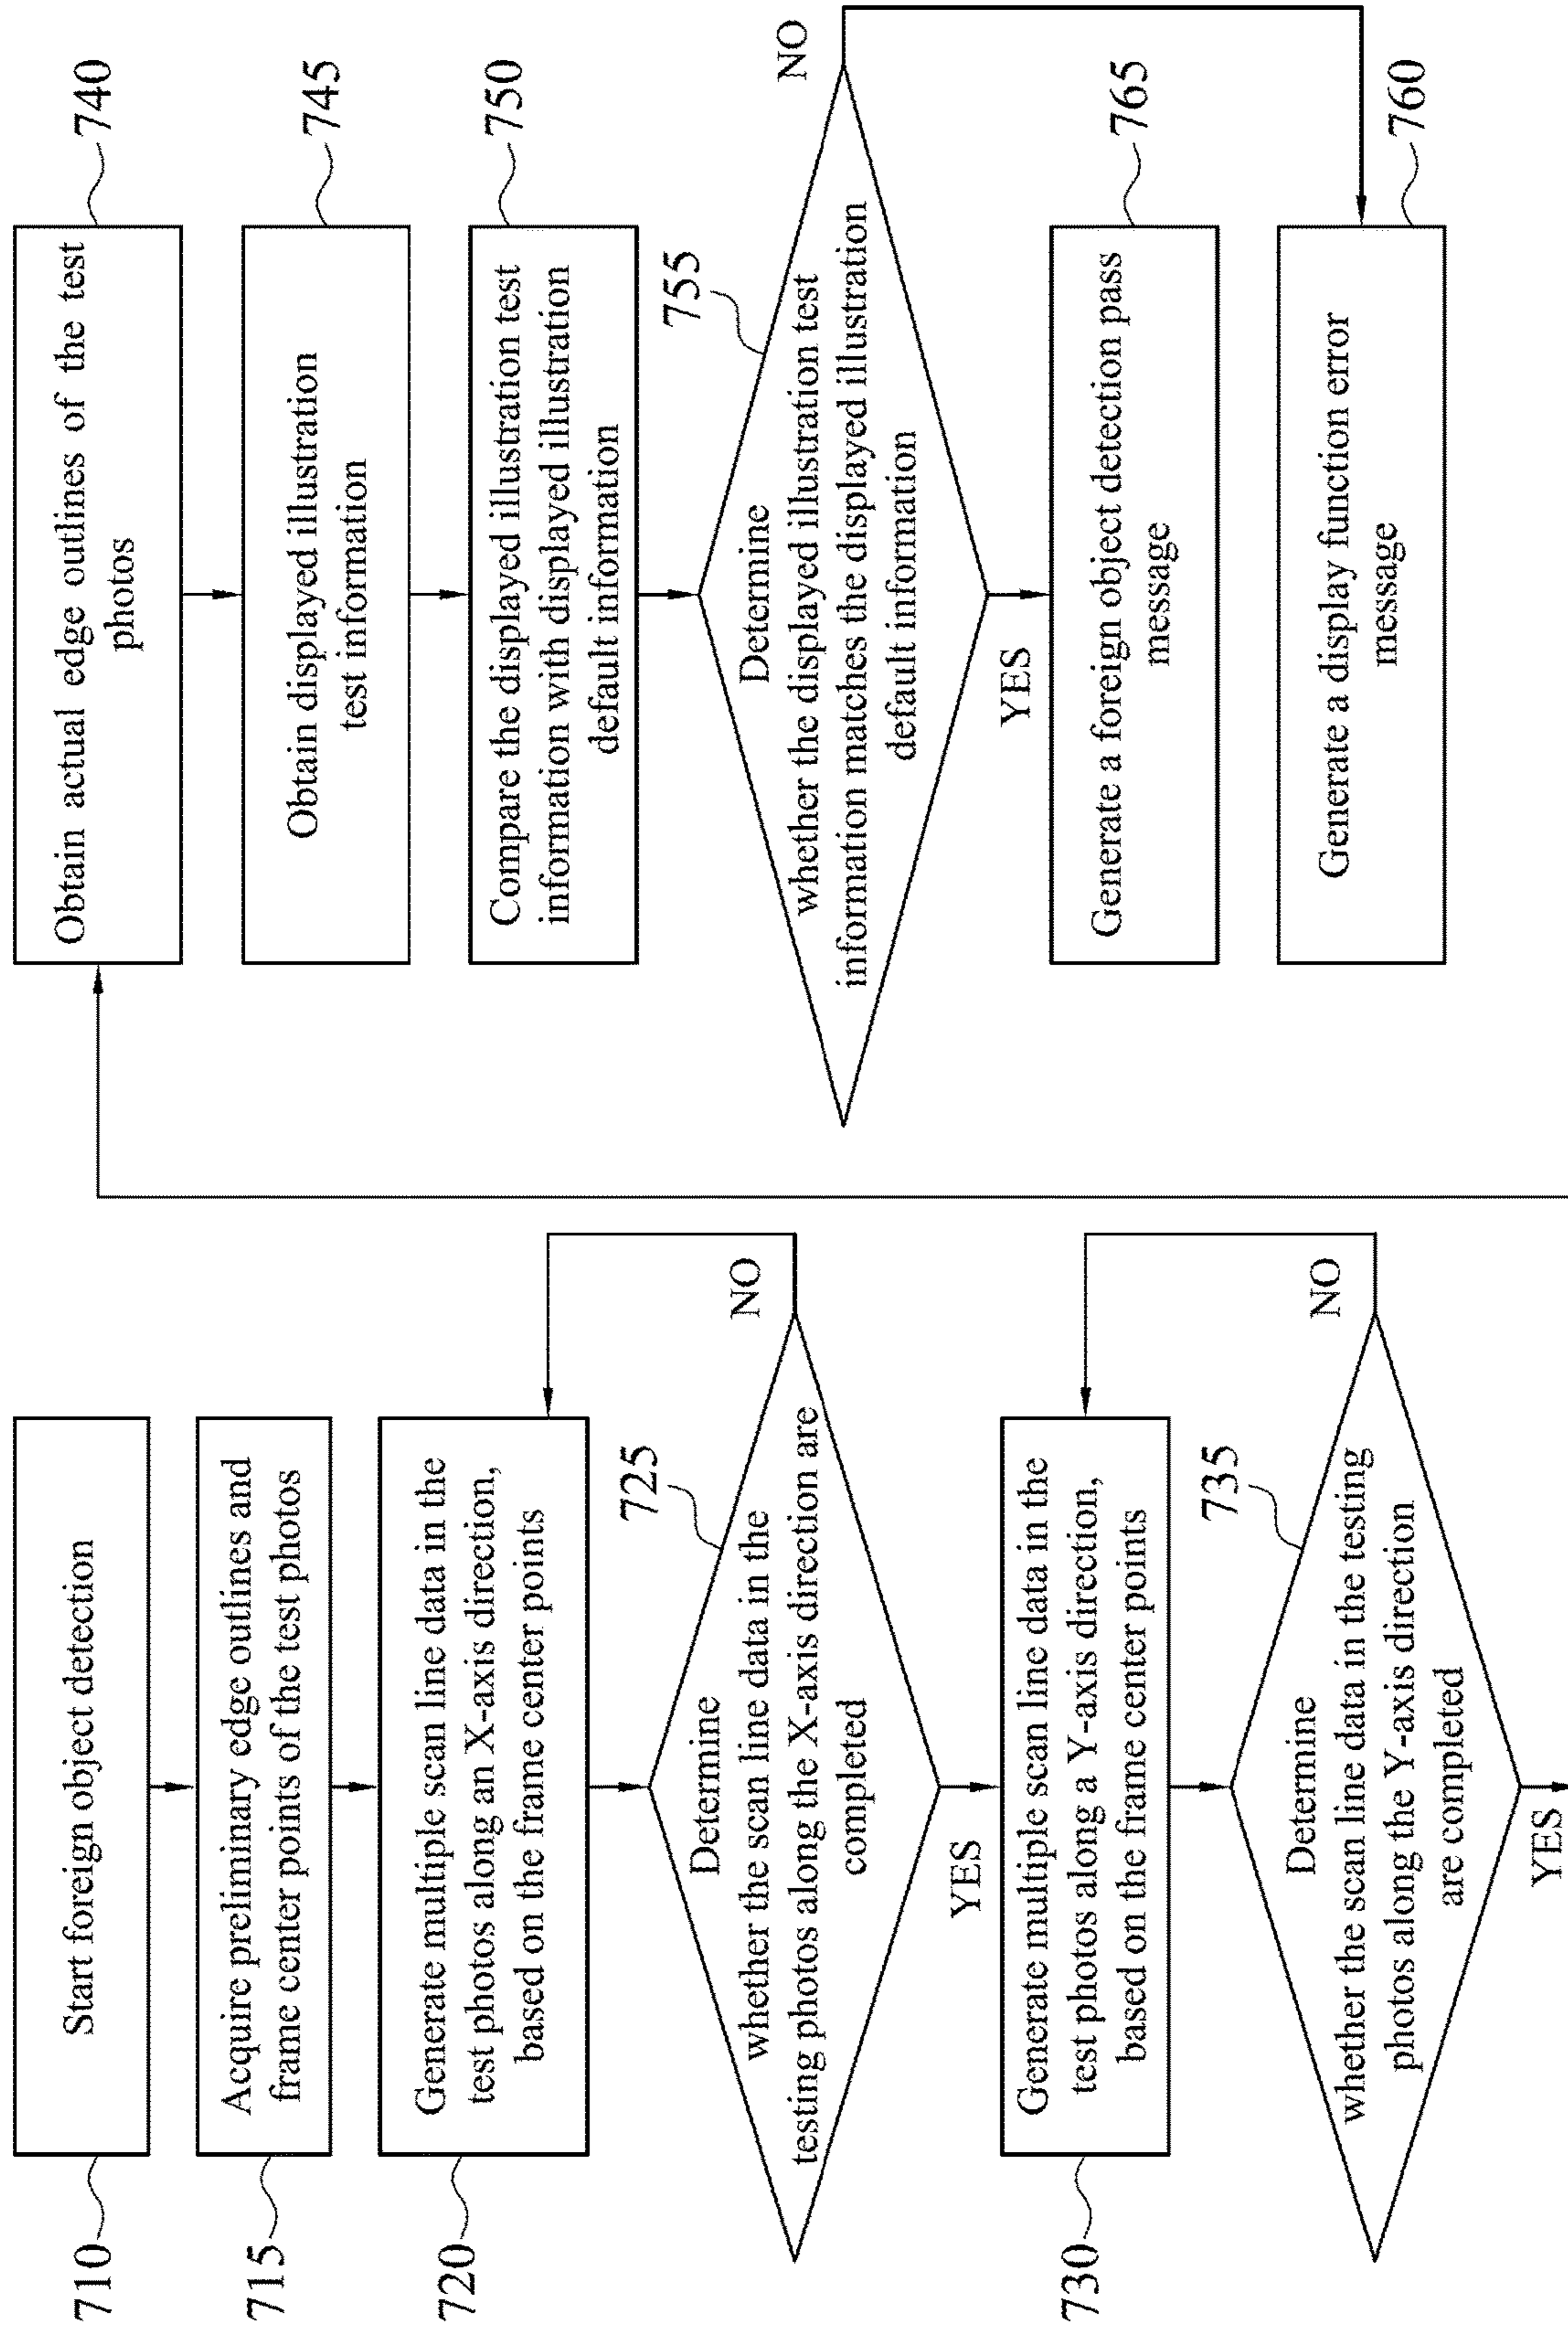 710
Start foreign object detection
715
Acquire preliminary edge outlines and
frame center points of the test photos
720
Generate multiple scan line data in the
test photos along an X-axis direction,
based on the frame center points
725
Determine
whether the scan line data in the
testing photos along the X-axis direction are
completed
NO
YES
730
Generate multiple scan line data in the
test photos along a Y-axis direction,
based on the frame center points
735
Determine
whether the scan line data in the testing
photos along the Y-axis direction
are completed
NO
YES
740
Obtain actual edge outlines of the test
photos
745
Obtain displayed illustration
test information
750
Compare the displayed illustration test
information with displayed illustration
default information
755
Determine
whether the displayed illustration test
information matches the displayed illustration
default information
NO
YES
765
Generate a foreign object detection pass
message
760
Generate a display function error
message